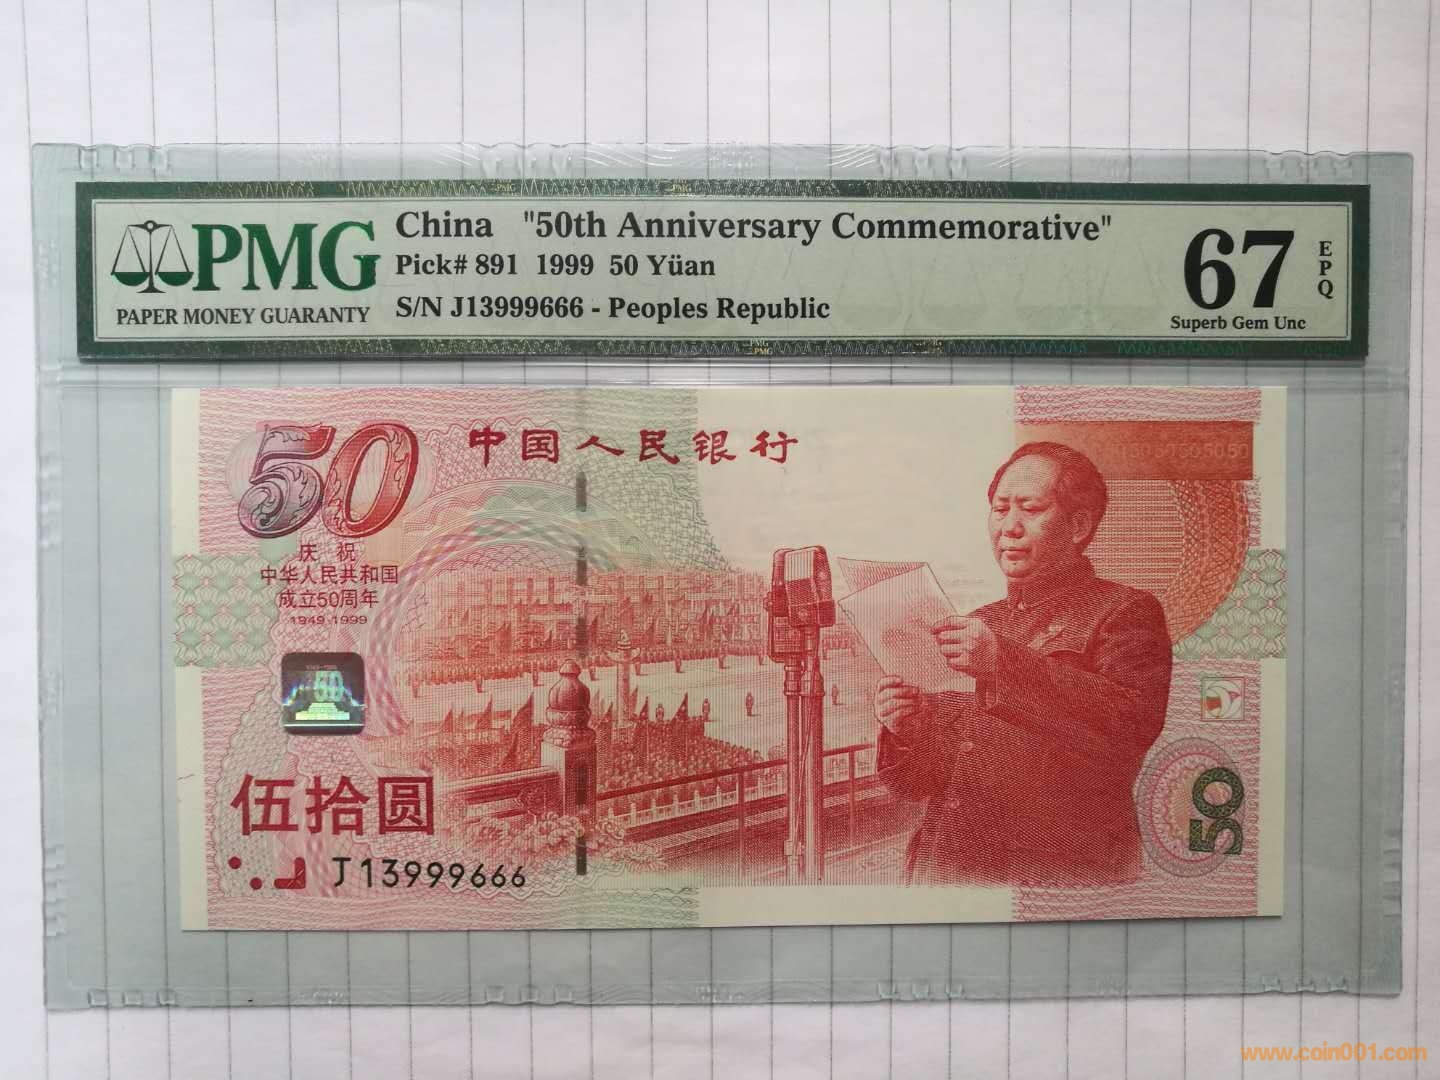 PMG
PAPER MONEY GUARANTY
China "50th Anniversary Commemorative"
Pick# 891 1999 50 Yüan
S/N J13999666 - Peoples Republic
67
EPQ
Superb Gem Unc
50
中国人民银行
庆祝
中华人民共和国
成立50周年
1949-1999
50
伍拾圆
J13999666
50
www.coin001.com